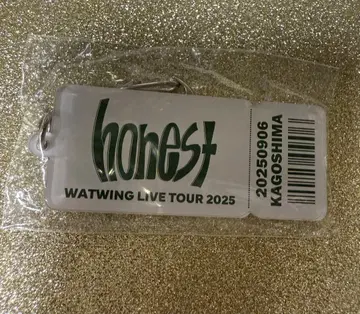 honest
WATWING LIVE TOUR 2025
20250906
KAGOSHIMA